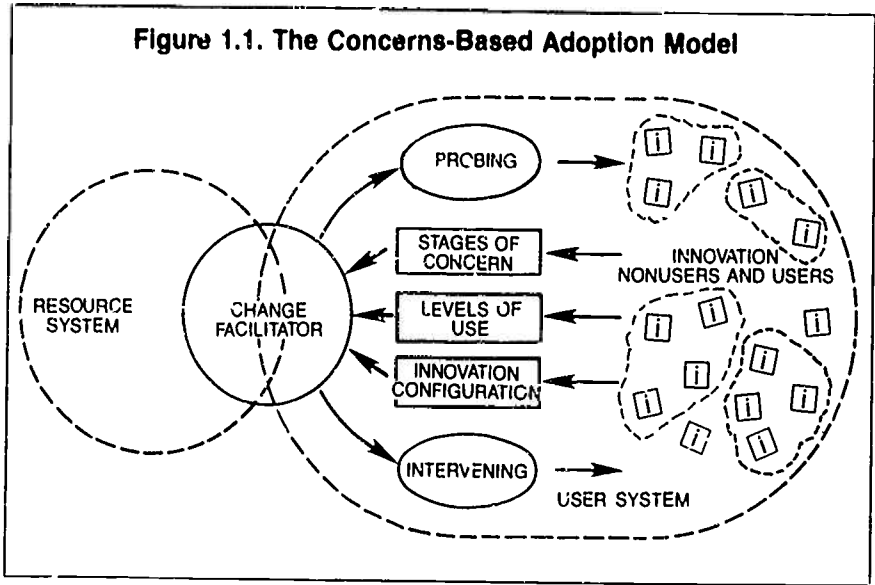 Figure 1.1. The Concerns-Based Adoption Model
PROBING
i
i
i
i
i
STAGES OF
CONCERN
INNOVATION
NONUSERS AND USERS
RESOURCE
SYSTEM
CHANGE
FACILITATOR
LEVELS OF
USE
i
i
i
i
INNOVATION
CONFIGURATION
i
i
i
i
i
i
INTERVENING
USER SYSTEM